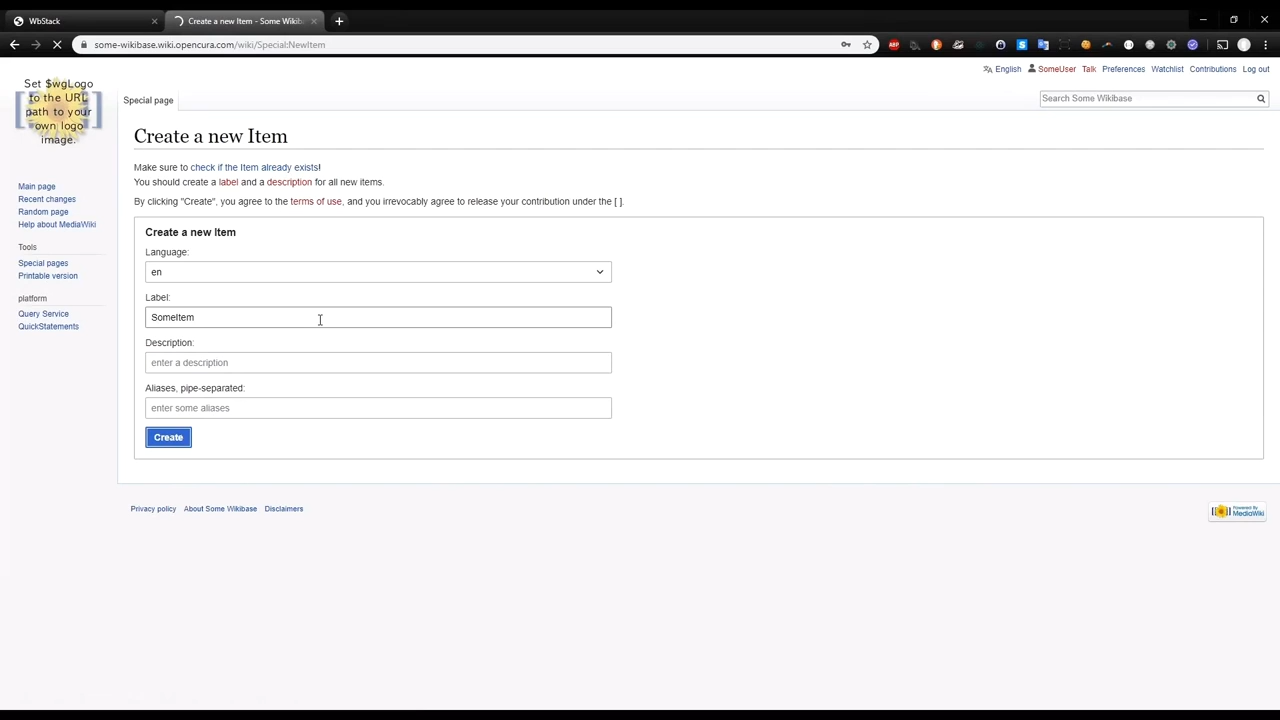 WbStack
Create a new Item - Some Wikib
some-wikibase.wiki.opencura.com/wiki/Special:NewItem
English SomeUser Talk Preferences Watchlist Contributions Log out
Set $wgLogo
to the URL
path to your
own logo
image.
Special page
Search Some Wikibase
Create a new Item
Make sure to check if the Item already exists!
You should create a label and a description for all new items.
By clicking "Create", you agree to the terms of use, and you irrevocably agree to release your contribution under the [ ].
Main page
Recent changes
Random page
Help about MediaWiki
Tools
Special pages
Printable version
platform
Query Service
QuickStatements
Create a new Item
Language:
en
Label:
SomeItem
Description:
enter a description
Aliases, pipe-separated:
enter some aliases
Create
Privacy policy About Some Wikibase Disclaimers
Powered By
MediaWiki